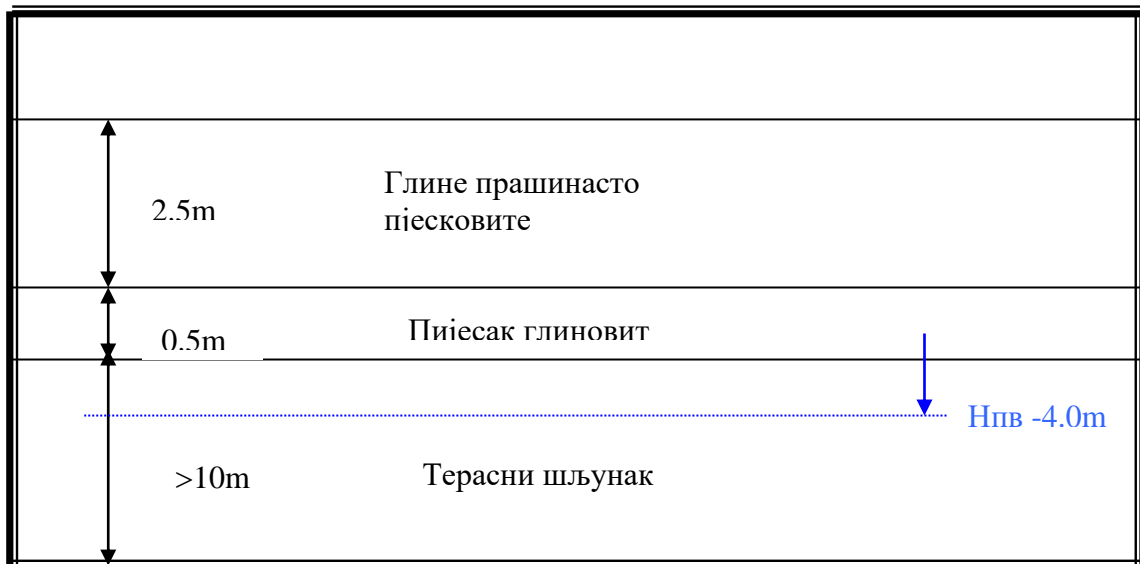 Глине прашинасто
пјесковите
2.5m
Пијесак глиновит
0.5m
Нпв -4.0m
Терасни шљунак
>10m